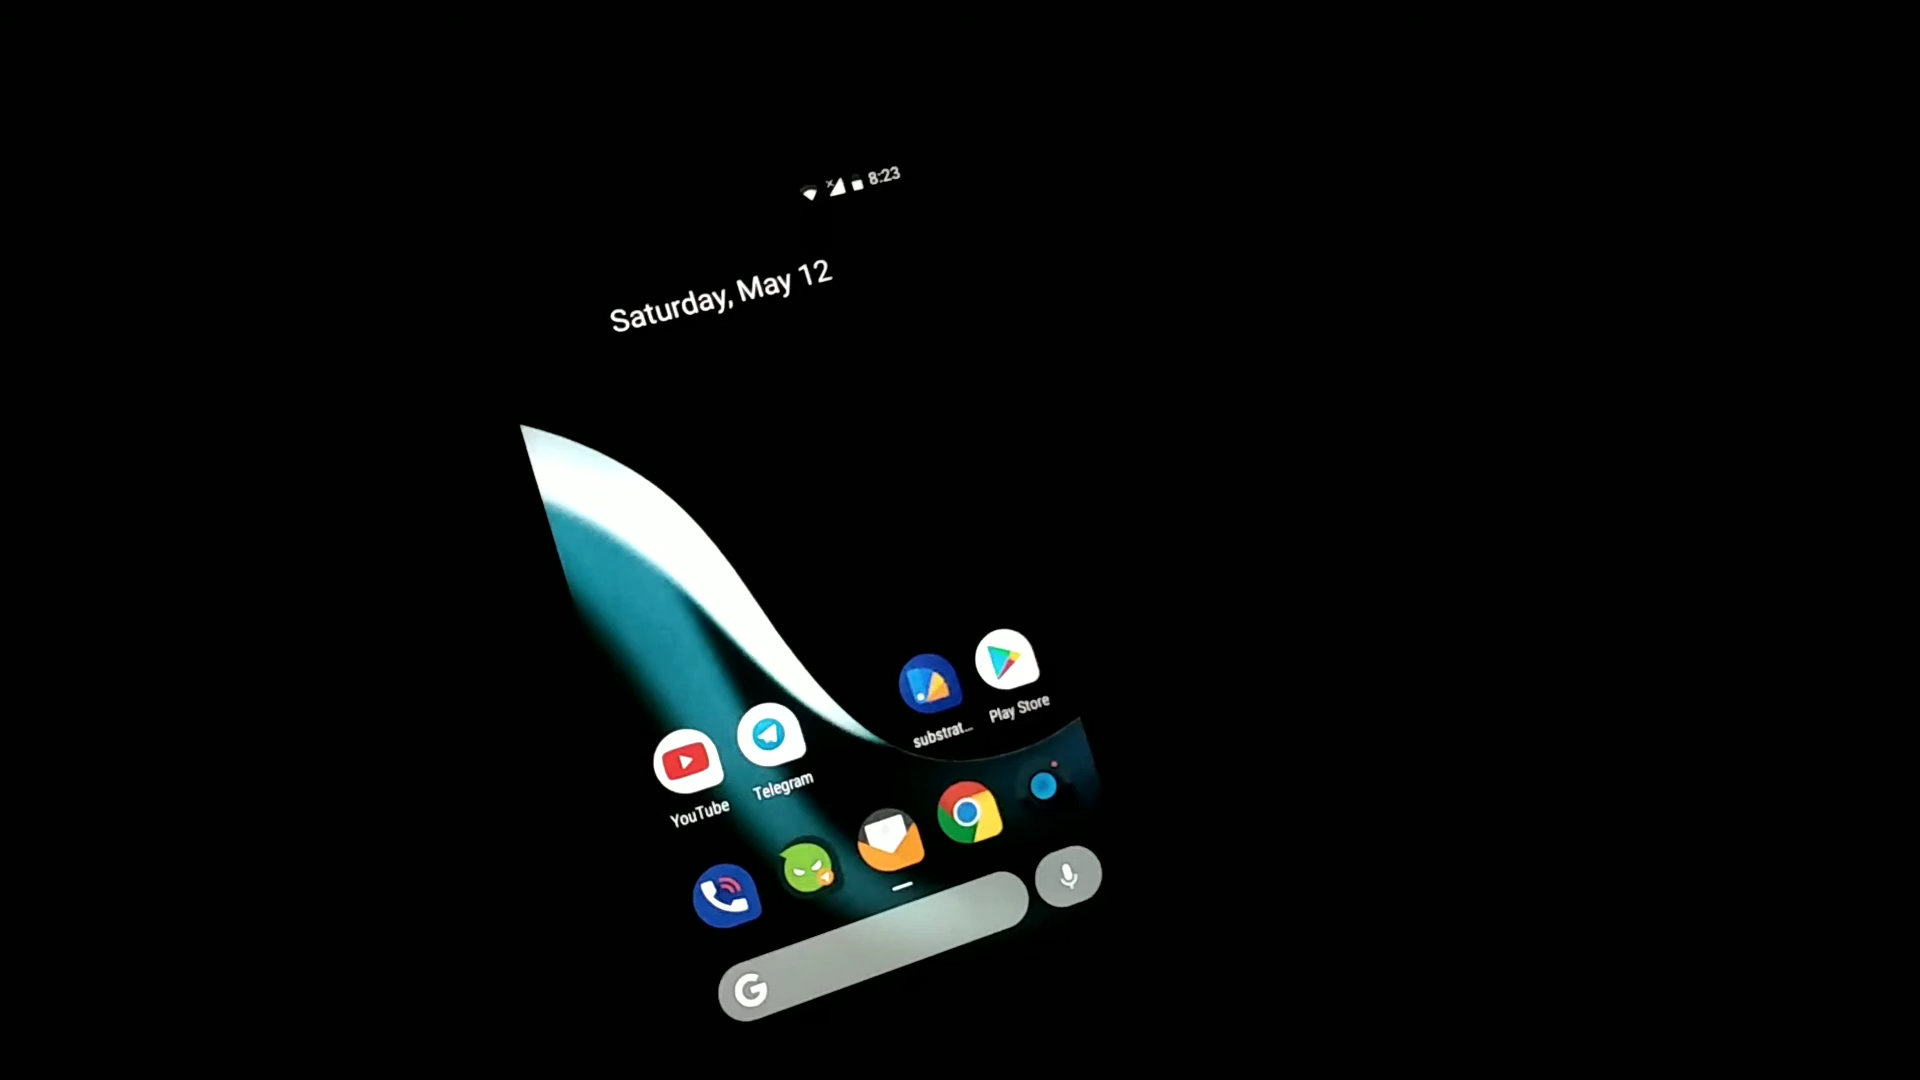 8:23
Saturday, May 12
substrat...
Play Store
YouTube
Telegram
G